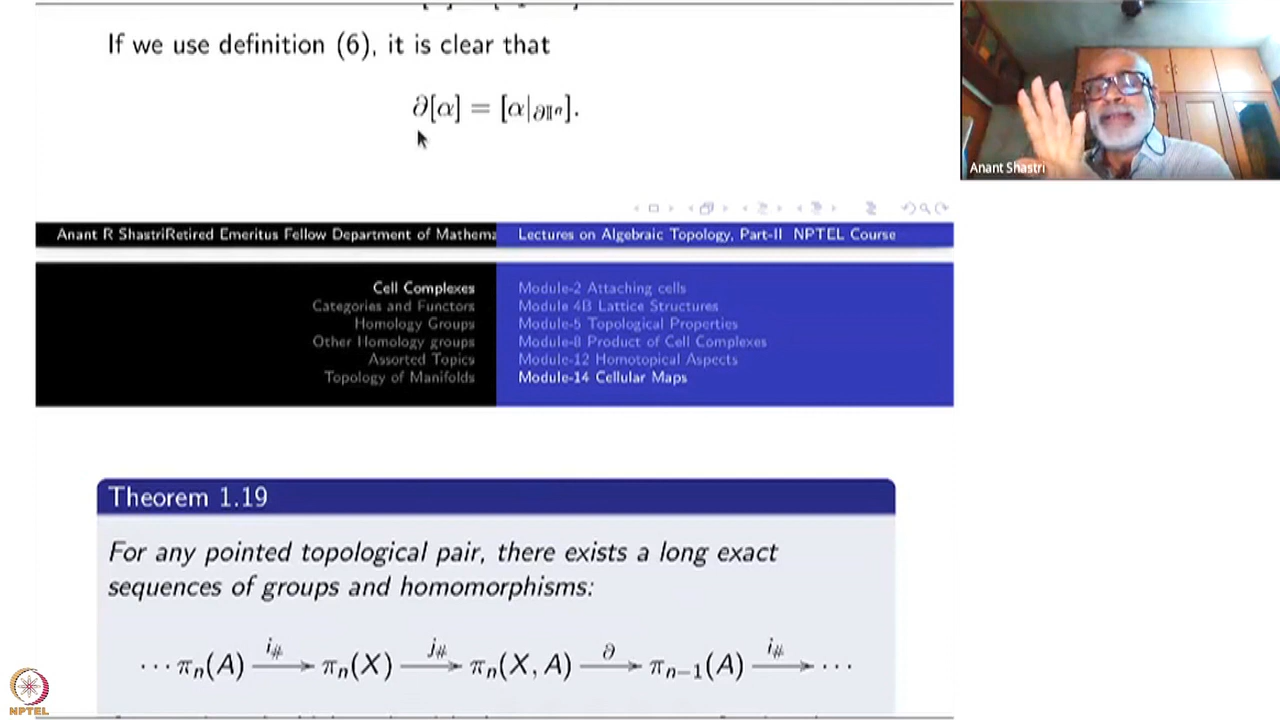 If we use definition (6), it is clear that
∂[α] = [α|∂𝕀ⁿ].
Anant Shastri
Anant R ShastriRetired Emeritus Fellow Department of Mathema
Lectures on Algebraic Topology, Part-II NPTEL Course
Cell Complexes
Categories and Functors
Homology Groups
Other Homology groups
Assorted Topics
Topology of Manifolds
Module-2 Attaching cells
Module 4B Lattice Structures
Module-5 Topological Properties
Module-8 Product of Cell Complexes
Module-12 Homotopical Aspects
Module-14 Cellular Maps
Theorem 1.19
For any pointed topological pair, there exists a long exact
sequences of groups and homomorphisms:
⋯ πₙ(A) —i#→ πₙ(X) —j#→ πₙ(X, A) —∂→ πₙ₋₁(A) —i#→ ⋯
NPTEL